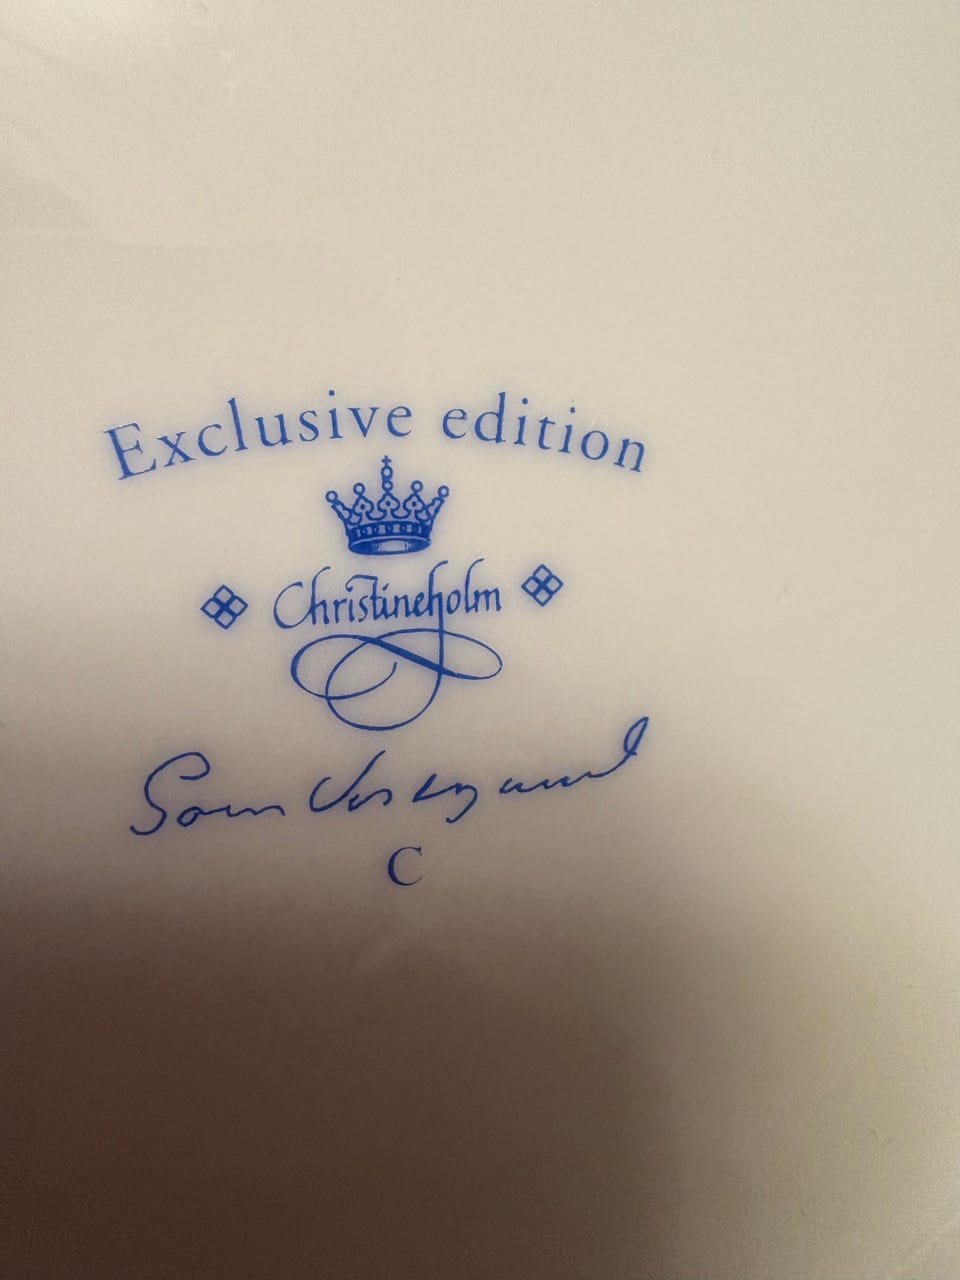 Exclusive edition
Christineholm
C